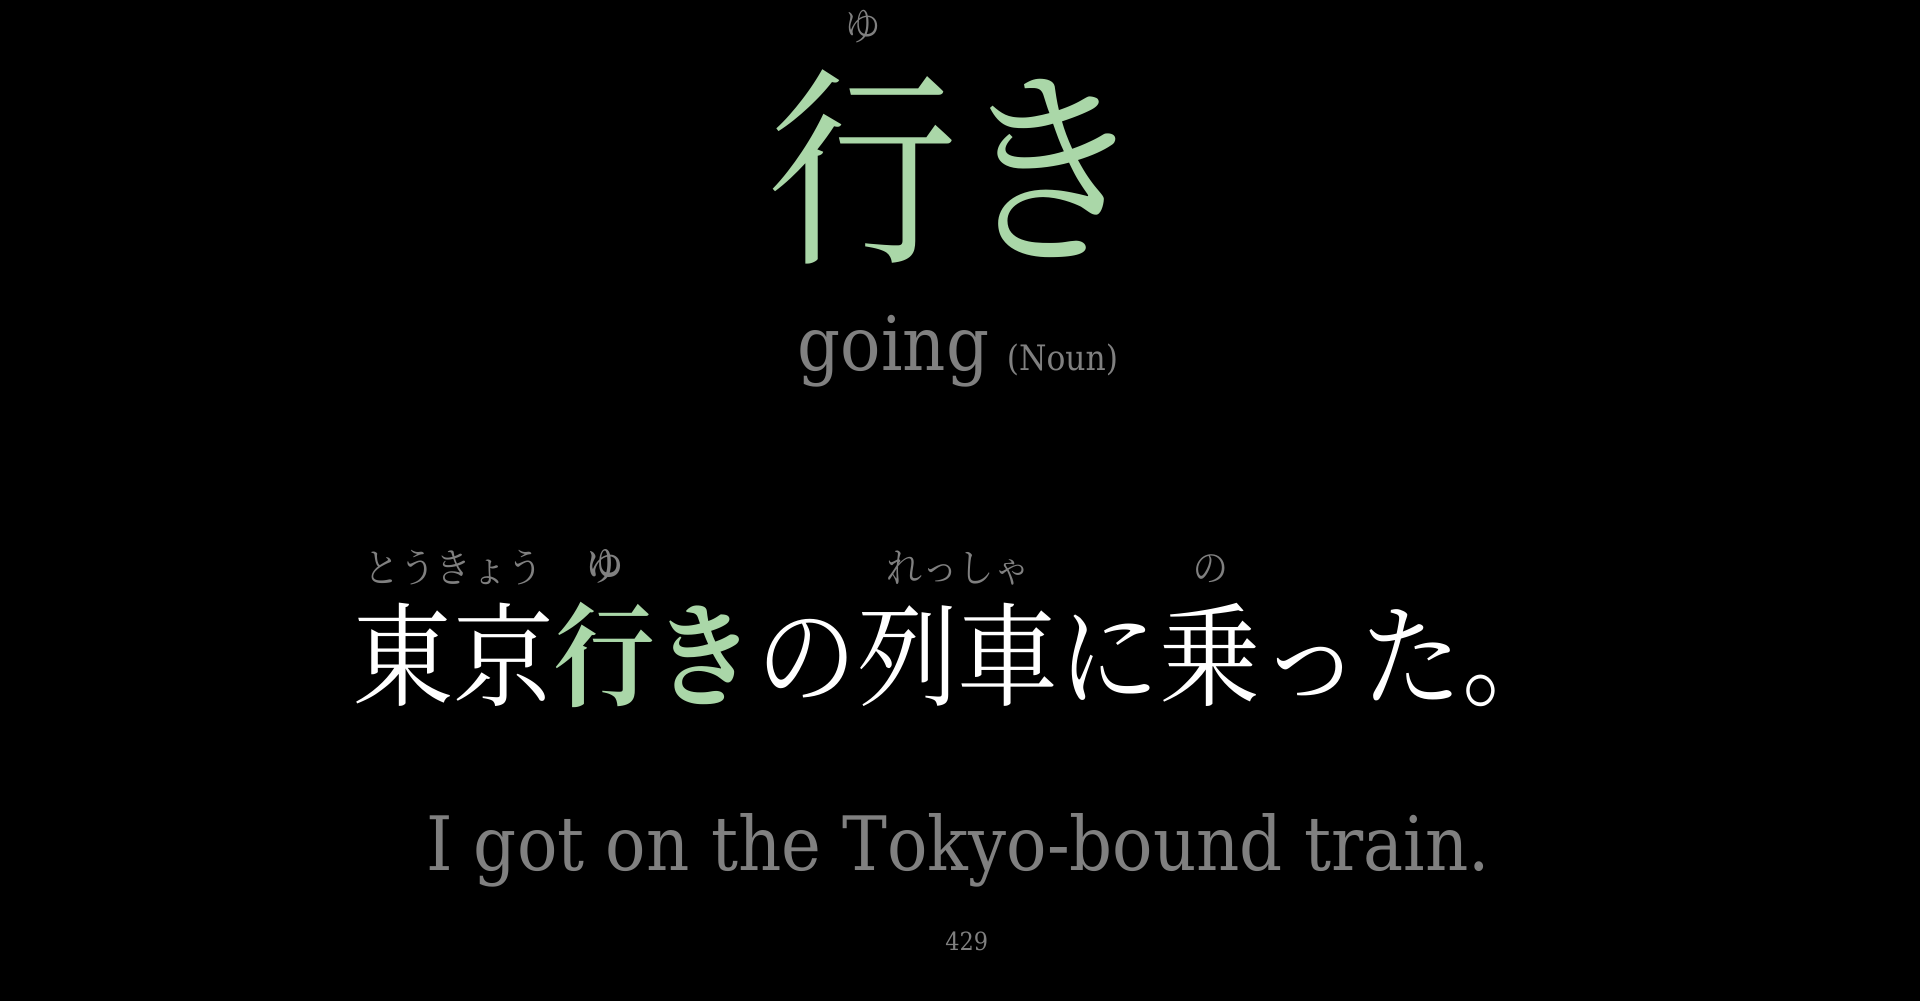 ゆ
行き
going (Noun)
とうきょう ゆ れっしゃ の
東京行きの列車に乗った。
I got on the Tokyo-bound train.
429